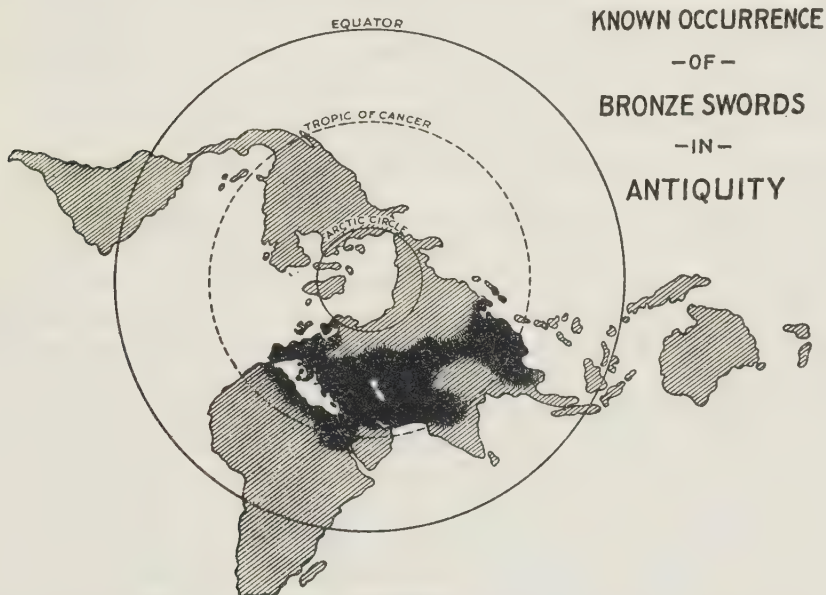 EQUATOR
TROPIC OF CANCER
ARCTIC CIRCLE
KNOWN OCCURRENCE
-OF-
BRONZE SWORDS
-IN-
ANTIQUITY